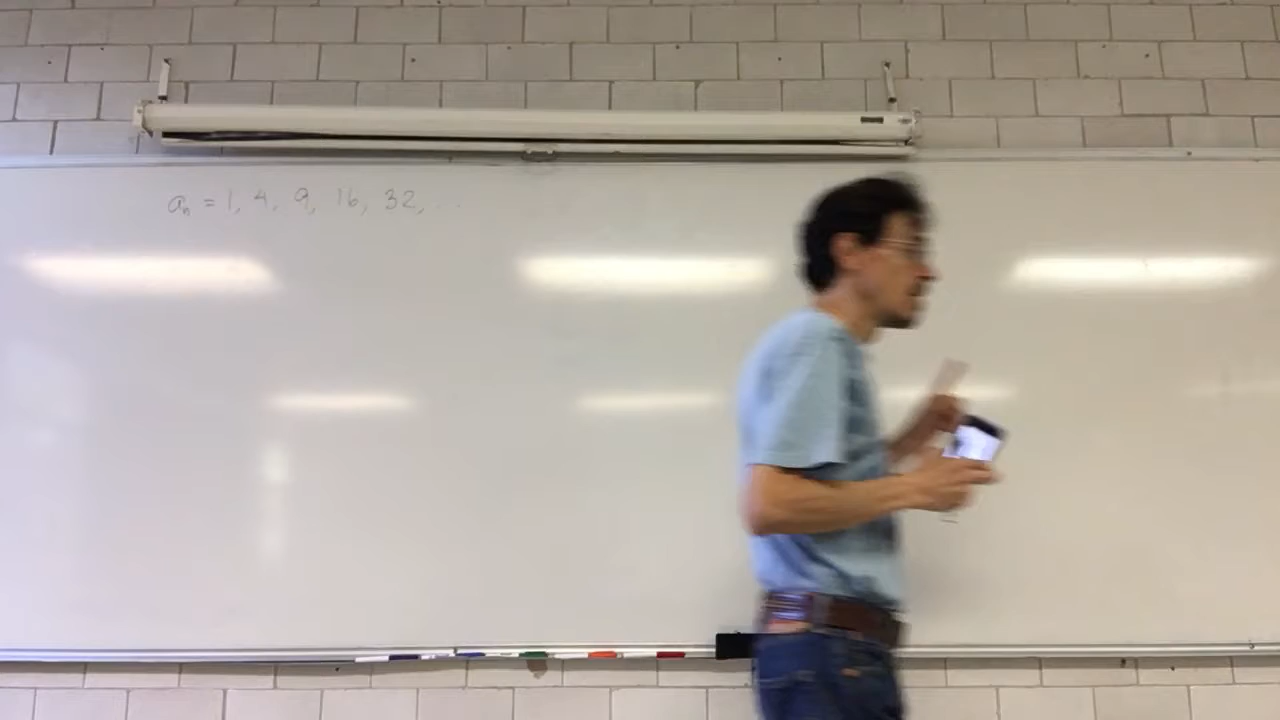 aₙ = 1, 4, 9, 16, 32, ...